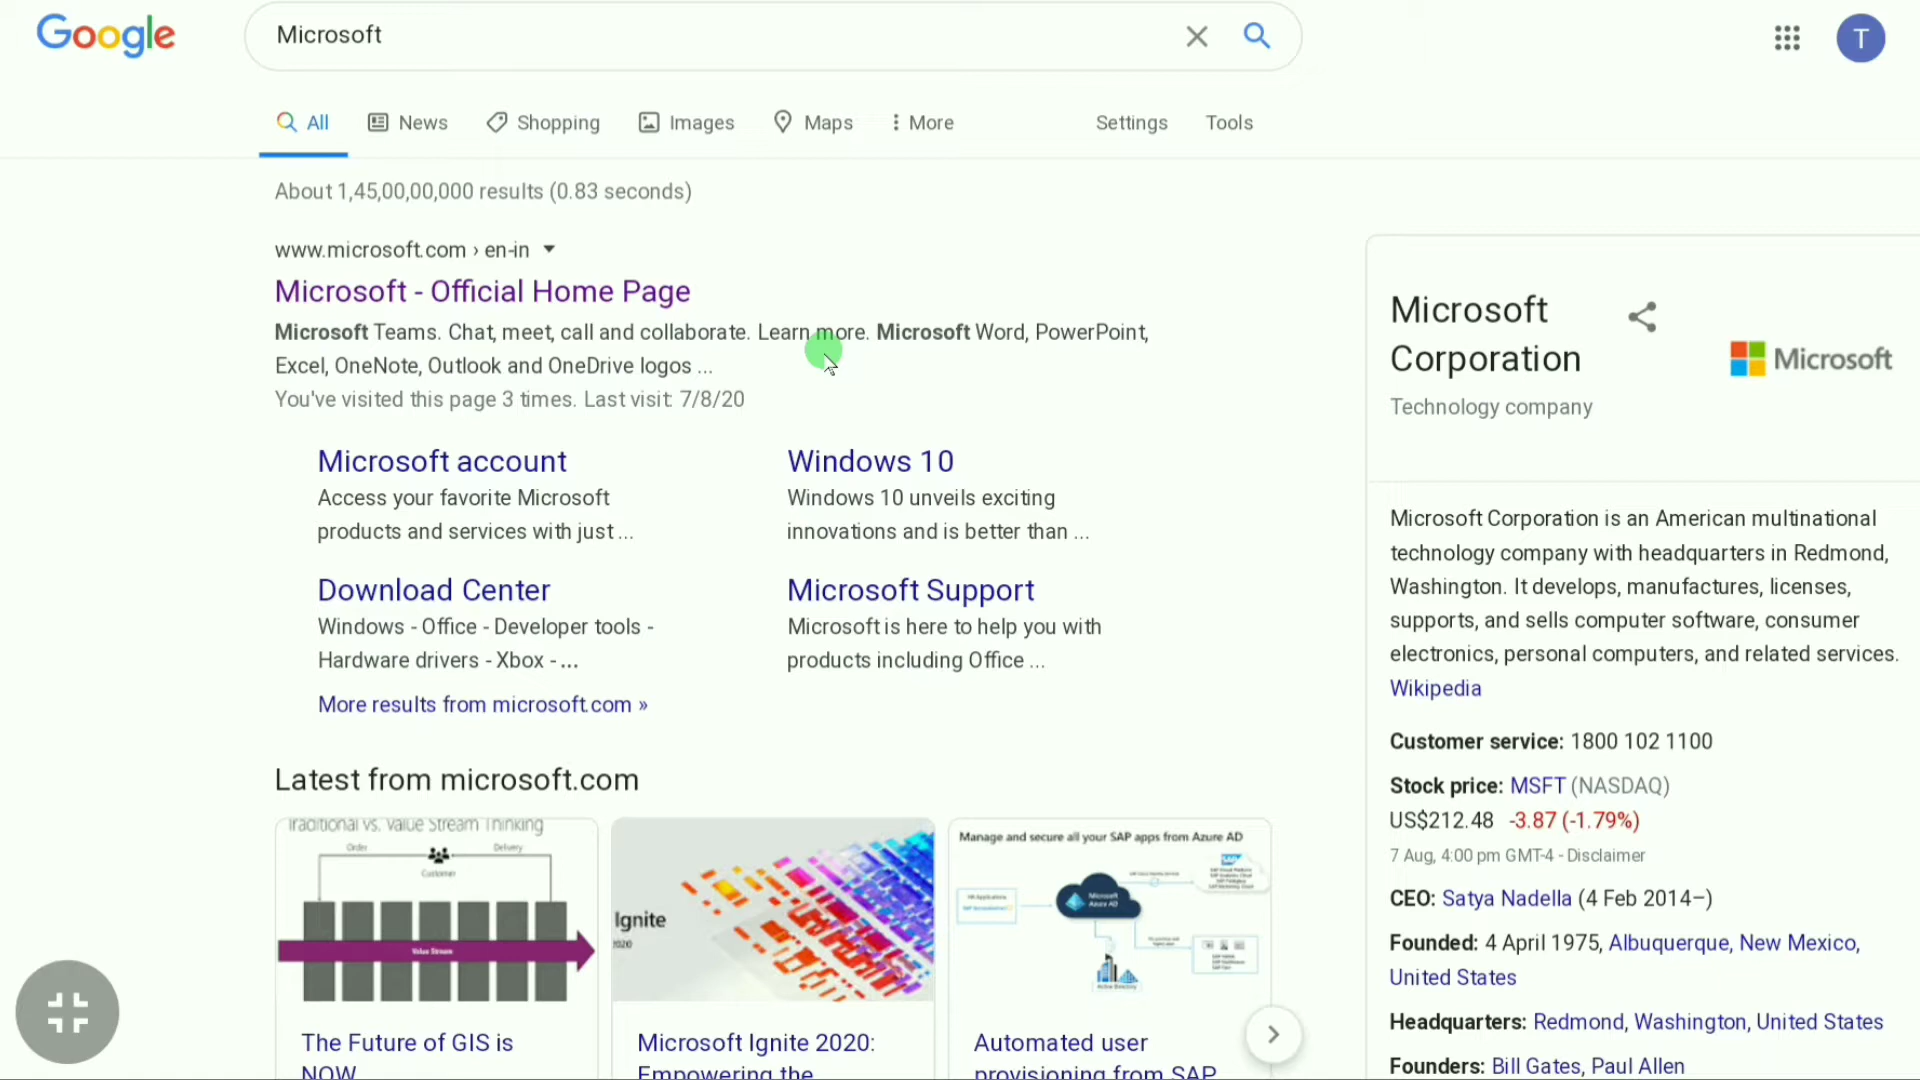 Google
Microsoft
T
All
News
Shopping
Images
Maps
More
Settings
Tools
About 1,45,00,00,000 results (0.83 seconds)
www.microsoft.com › en-in
Microsoft - Official Home Page
Microsoft Teams. Chat, meet, call and collaborate. Learn more. Microsoft Word, PowerPoint,
Excel, OneNote, Outlook and OneDrive logos ...
You've visited this page 3 times. Last visit: 7/8/20
Microsoft account
Access your favorite Microsoft
products and services with just ...
Windows 10
Windows 10 unveils exciting
innovations and is better than ...
Download Center
Windows - Office - Developer tools -
Hardware drivers - Xbox - ...
Microsoft Support
Microsoft is here to help you with
products including Office ...
More results from microsoft.com »
Latest from microsoft.com
Traditional vs. Value Stream Thinking
Order
Delivery
Customer
Value Stream
The Future of GIS is
NOW
Ignite
2020
Microsoft Ignite 2020:
Empowering the
Manage and secure all your SAP apps from Azure AD
SAP
Microsoft
Azure AD
Active Directory
Automated user
provisioning from SAP
Microsoft
Corporation
Technology company
Microsoft
Microsoft Corporation is an American multinational
technology company with headquarters in Redmond,
Washington. It develops, manufactures, licenses,
supports, and sells computer software, consumer
electronics, personal computers, and related services.
Wikipedia
Customer service: 1800 102 1100
Stock price: MSFT (NASDAQ)
US$212.48 -3.87 (-1.79%)
7 Aug, 4:00 pm GMT-4 - Disclaimer
CEO: Satya Nadella (4 Feb 2014–)
Founded: 4 April 1975, Albuquerque, New Mexico,
United States
Headquarters: Redmond, Washington, United States
Founders: Bill Gates, Paul Allen